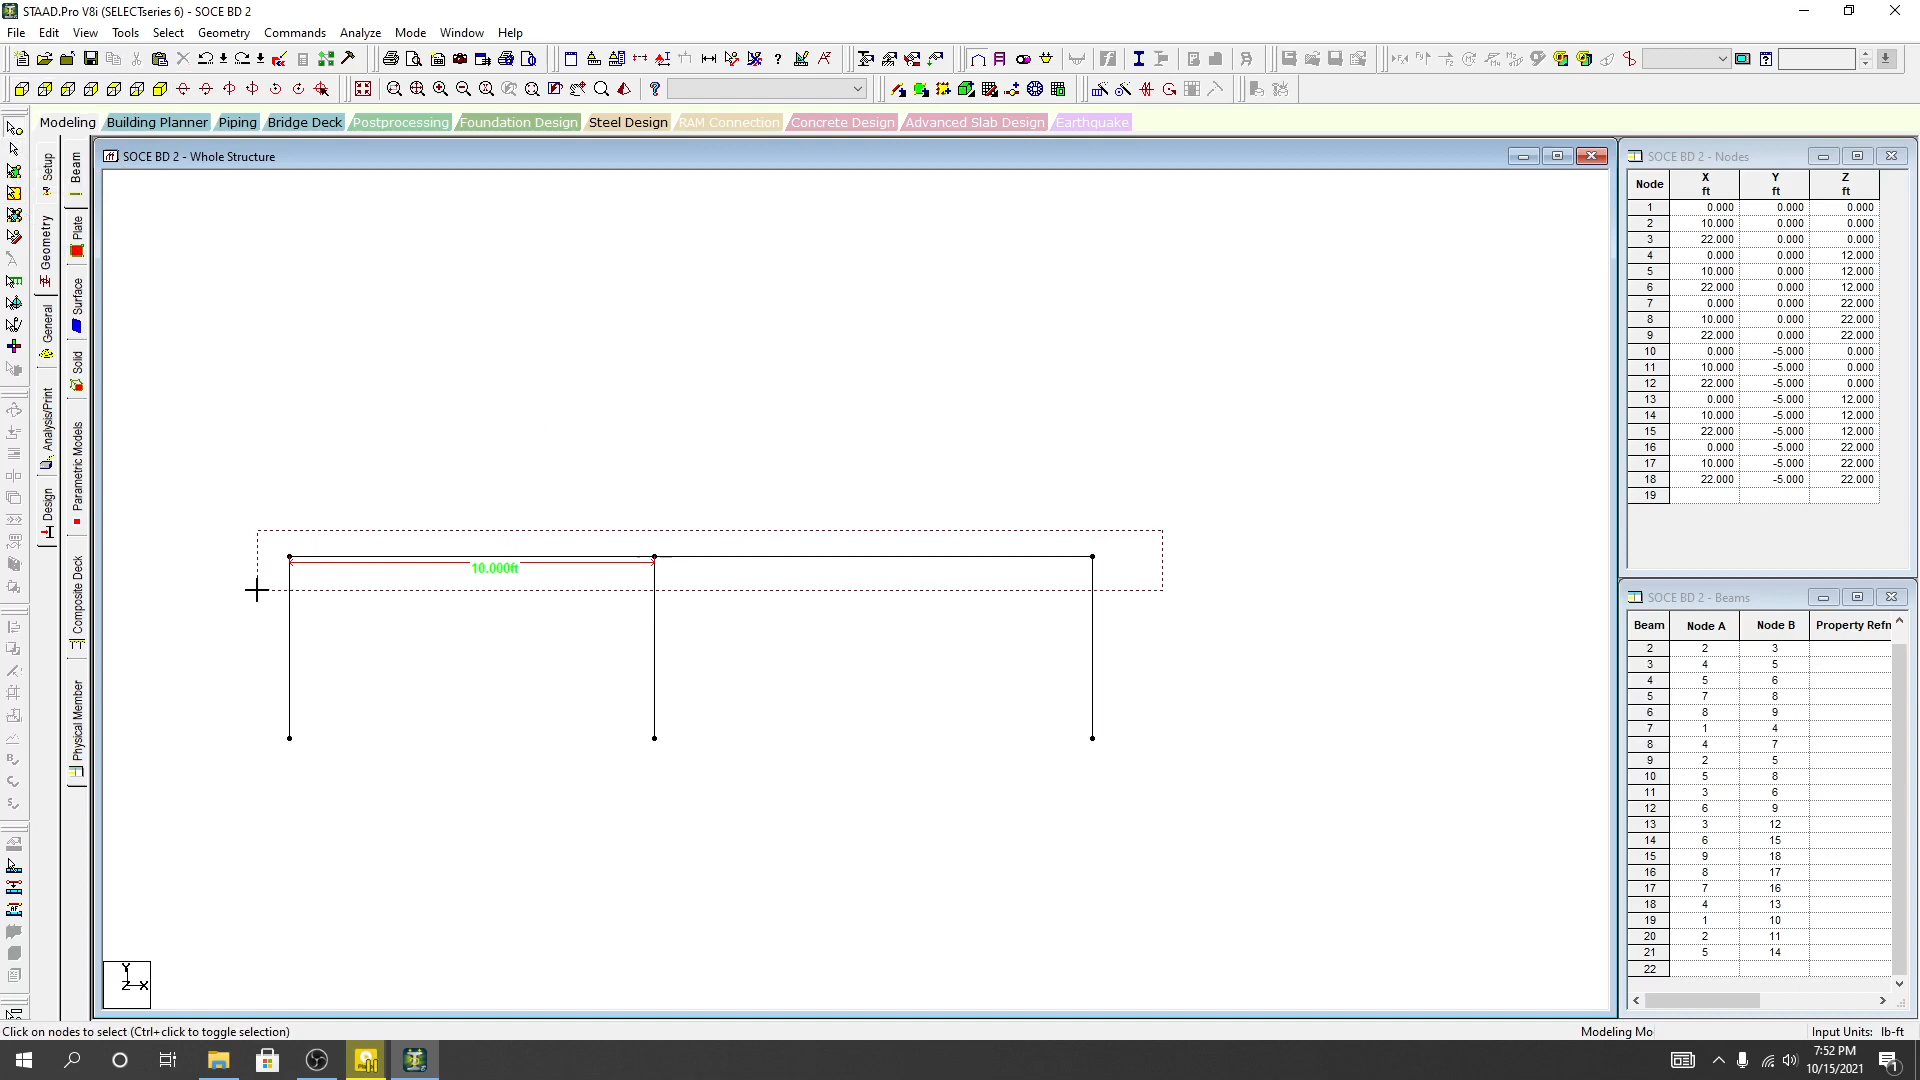 STAAD.Pro V8i (SELECTseries 6) - SOCE BD 2
File Edit View Tools Select Geometry Commands Analyze Mode Window Help
Modeling Building Planner Piping Bridge Deck Postprocessing Foundation Design Steel Design RAM Connection Concrete Design Advanced Slab Design Earthquake
Setup
Geometry
General
Analysis/Print
Design
Beam
Plate
Surface
Solid
Parametric Models
Composite Deck
Physical Member
SOCE BD 2 - Whole Structure
10.000ft
Y
Z X
SOCE BD 2 - Nodes
Node X ft Y ft Z ft
1 0.000 0.000 0.000
2 10.000 0.000 0.000
3 22.000 0.000 0.000
4 0.000 0.000 12.000
5 10.000 0.000 12.000
6 22.000 0.000 12.000
7 0.000 0.000 22.000
8 10.000 0.000 22.000
9 22.000 0.000 22.000
10 0.000 -5.000 0.000
11 10.000 -5.000 0.000
12 22.000 -5.000 0.000
13 0.000 -5.000 12.000
14 10.000 -5.000 12.000
15 22.000 -5.000 12.000
16 0.000 -5.000 22.000
17 10.000 -5.000 22.000
18 22.000 -5.000 22.000
19
SOCE BD 2 - Beams
Beam Node A Node B Property Refn
2 2 3
3 4 5
4 5 6
5 7 8
6 8 9
7 1 4
8 4 7
9 2 5
10 5 8
11 3 6
12 6 9
13 3 12
14 6 15
15 9 18
16 8 17
17 7 16
18 4 13
19 1 10
20 2 11
21 5 14
22
Click on nodes to select (Ctrl+click to toggle selection)
Modeling Mo
Input Units: lb-ft
7:52 PM
10/15/2021
1